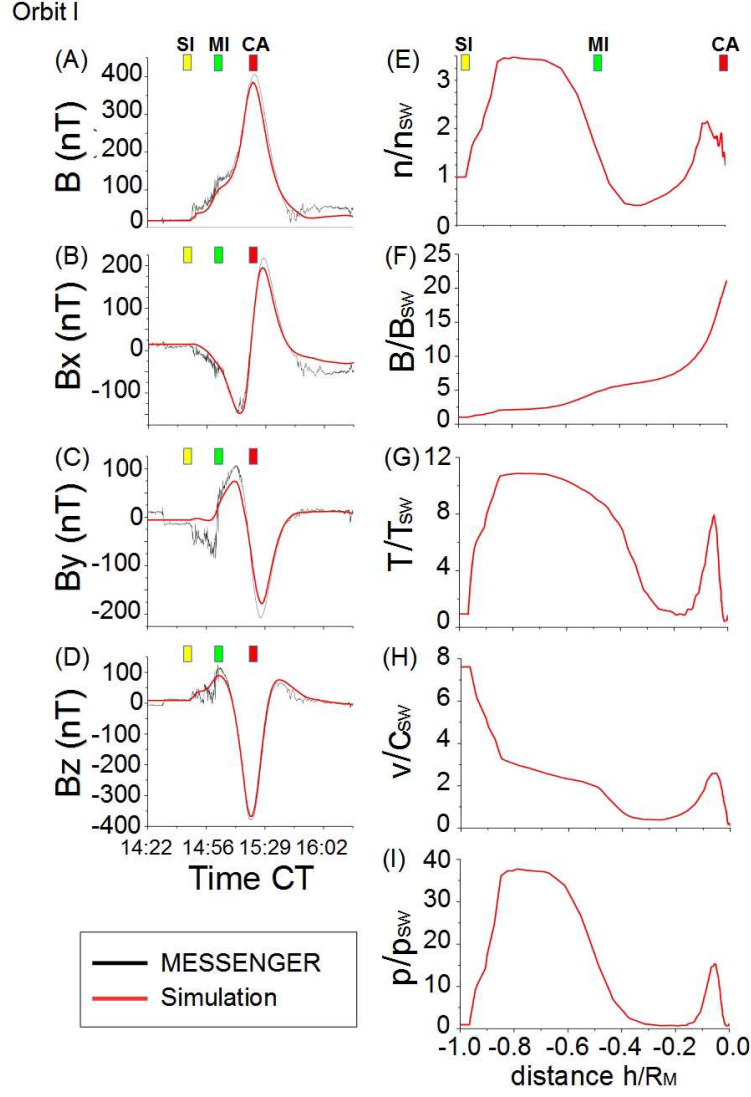 Orbit I
SI MI CA
(A)
B (nT)
400
300
200
100
0
(B)
Bx (nT)
200
100
0
-100
(C)
By (nT)
100
0
-100
-200
(D)
Bz (nT)
100
0
-100
-200
-300
-400
14:22 14:56 15:29 16:02
Time CT
MESSENGER
Simulation
SI MI CA
(E)
n/nsw
3
2
1
0
(F)
B/Bsw
25
20
15
10
5
0
(G)
T/Tsw
12
8
4
0
(H)
v/csw
8
6
4
2
0
(I)
p/psw
40
30
20
10
0
-1.0 -0.8 -0.6 -0.4 -0.2 0.0
distance h/RM